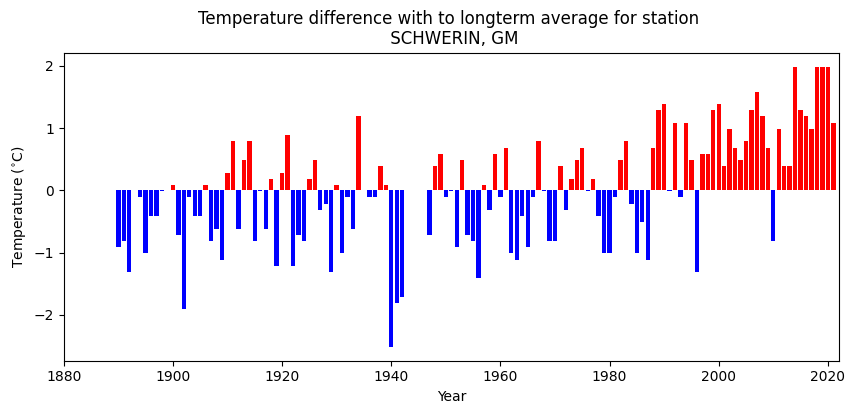 Temperature difference with to longterm average for station
SCHWERIN, GM
Temperature (°C)
2
1
0
−1
−2
1880 1900 1920 1940 1960 1980 2000 2020
Year